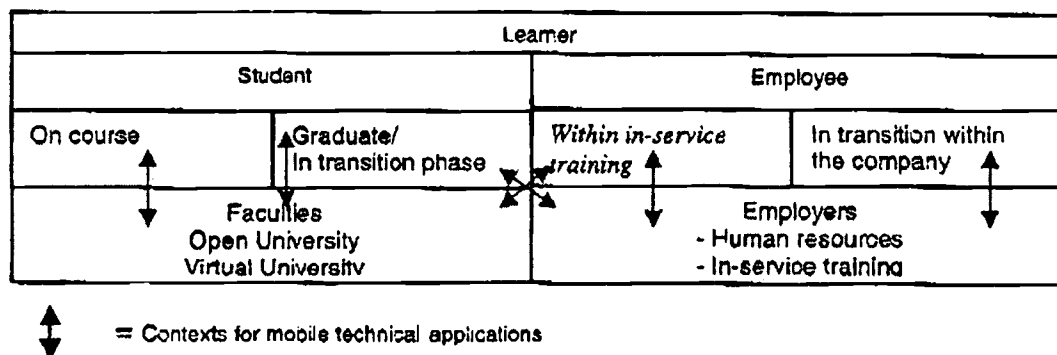 Learner
Student
Employee
On course
Graduate/
In transition phase
Within in-service
training
In transition within
the company
Faculties
Open University
Virtual University
Employers
- Human resources
- In-service training
= Contexts for mobile technical applications